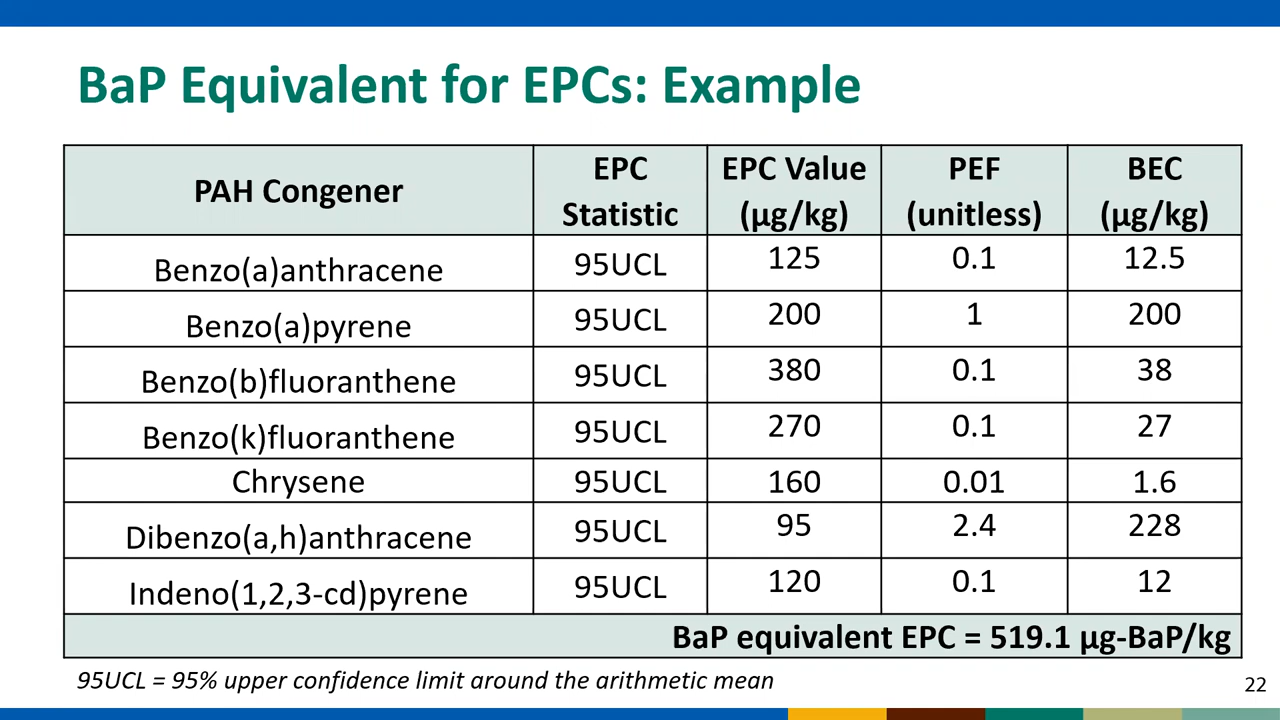 BaP Equivalent for EPCs: Example
PAH Congener EPC Statistic EPC Value (µg/kg) PEF (unitless) BEC (µg/kg)
Benzo(a)anthracene 95UCL 125 0.1 12.5
Benzo(a)pyrene 95UCL 200 1 200
Benzo(b)fluoranthene 95UCL 380 0.1 38
Benzo(k)fluoranthene 95UCL 270 0.1 27
Chrysene 95UCL 160 0.01 1.6
Dibenzo(a,h)anthracene 95UCL 95 2.4 228
Indeno(1,2,3-cd)pyrene 95UCL 120 0.1 12
BaP equivalent EPC = 519.1 µg-BaP/kg
95UCL = 95% upper confidence limit around the arithmetic mean
22